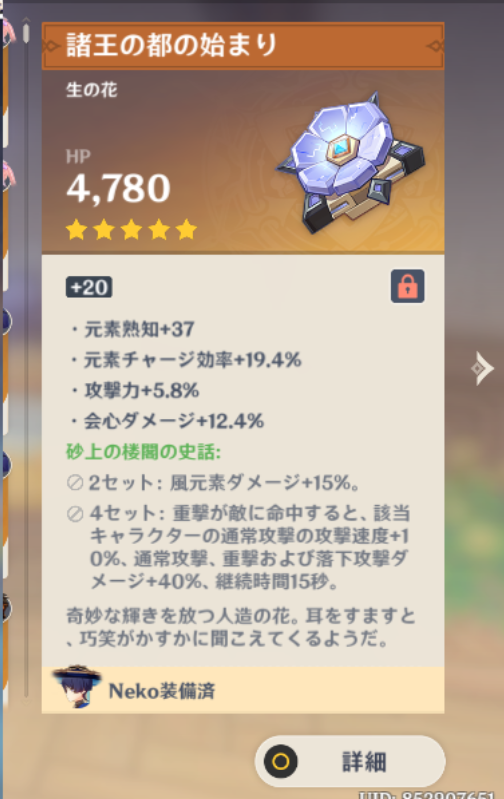 諸王の都の始まり
生の花
HP
4,780
+20
・元素熟知+37
・元素チャージ効率+19.4%
・攻撃力+5.8%
・会心ダメージ+12.4%
砂上の楼閣の史話:
2セット: 風元素ダメージ+15%。
4セット: 重撃が敵に命中すると、該当
キャラクターの通常攻撃の攻撃速度+1
0%、通常攻撃、重撃および落下攻撃ダ
メージ+40%、継続時間15秒。
奇妙な輝きを放つ人造の花。耳をすますと
、巧笑がかすかに聞こえてくるようだ。
Neko装備済
詳細